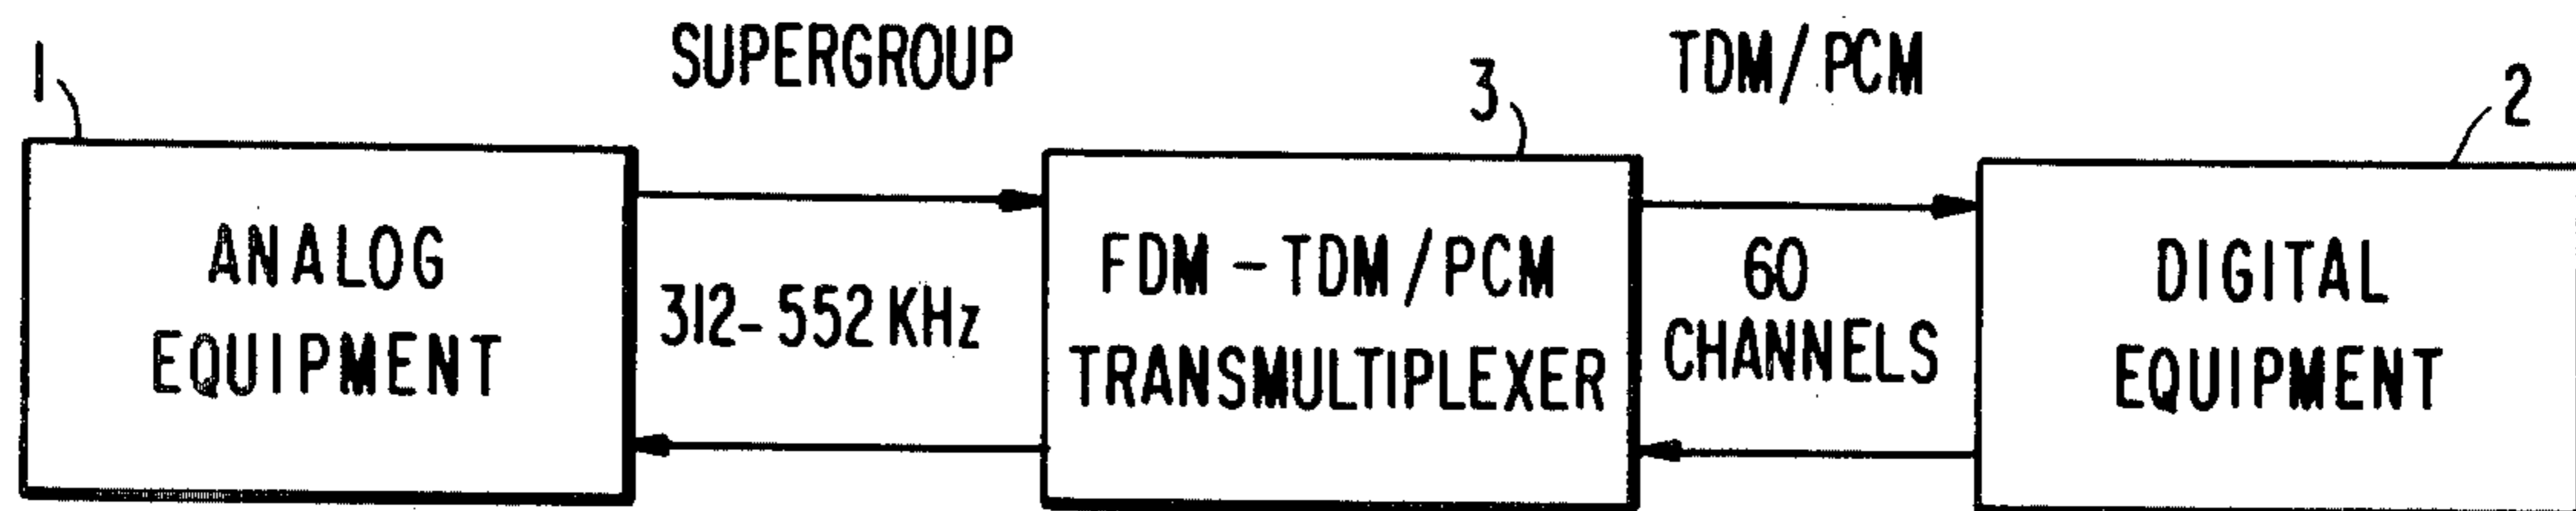 1
SUPERGROUP
3
TDM/PCM
2
ANALOG
EQUIPMENT
312-552 KHz
FDM-TDM/PCM
TRANSMULTIPLEXER
60
CHANNELS
DIGITAL
EQUIPMENT